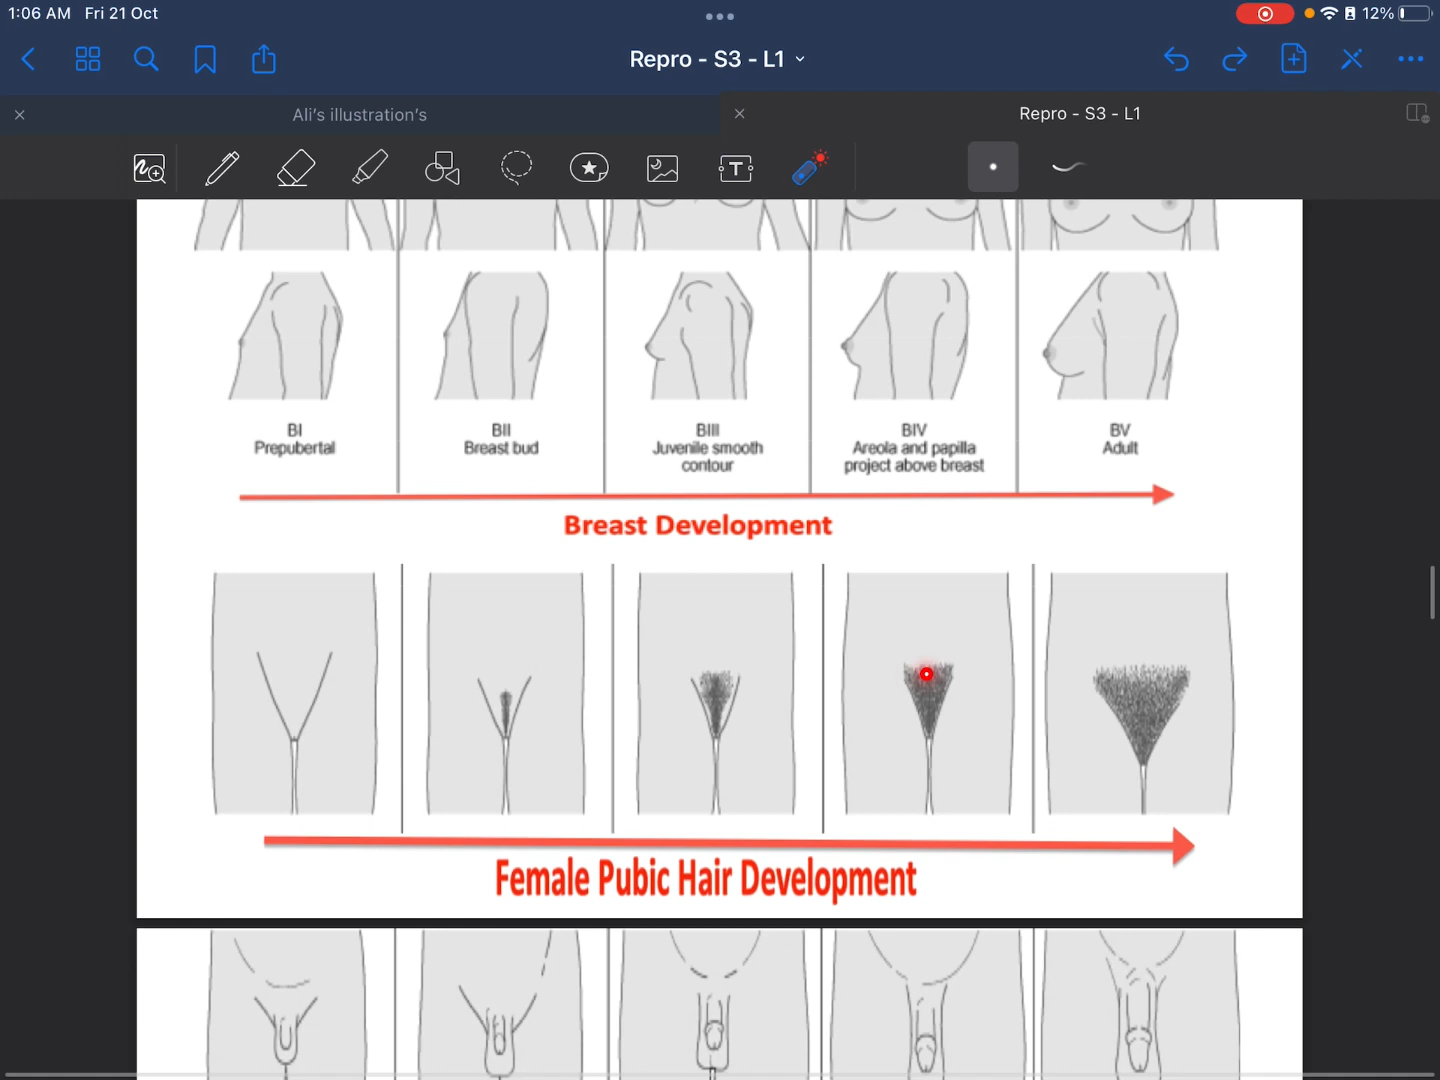 1:06 AM Fri 21 Oct
12%
Repro - S3 - L1
Ali's illustration's
Repro - S3 - L1
T
BI
Prepubertal
BII
Breast bud
BIII
Juvenile smooth
contour
BIV
Areola and papilla
project above breast
BV
Adult
Breast Development
Female Pubic Hair Development